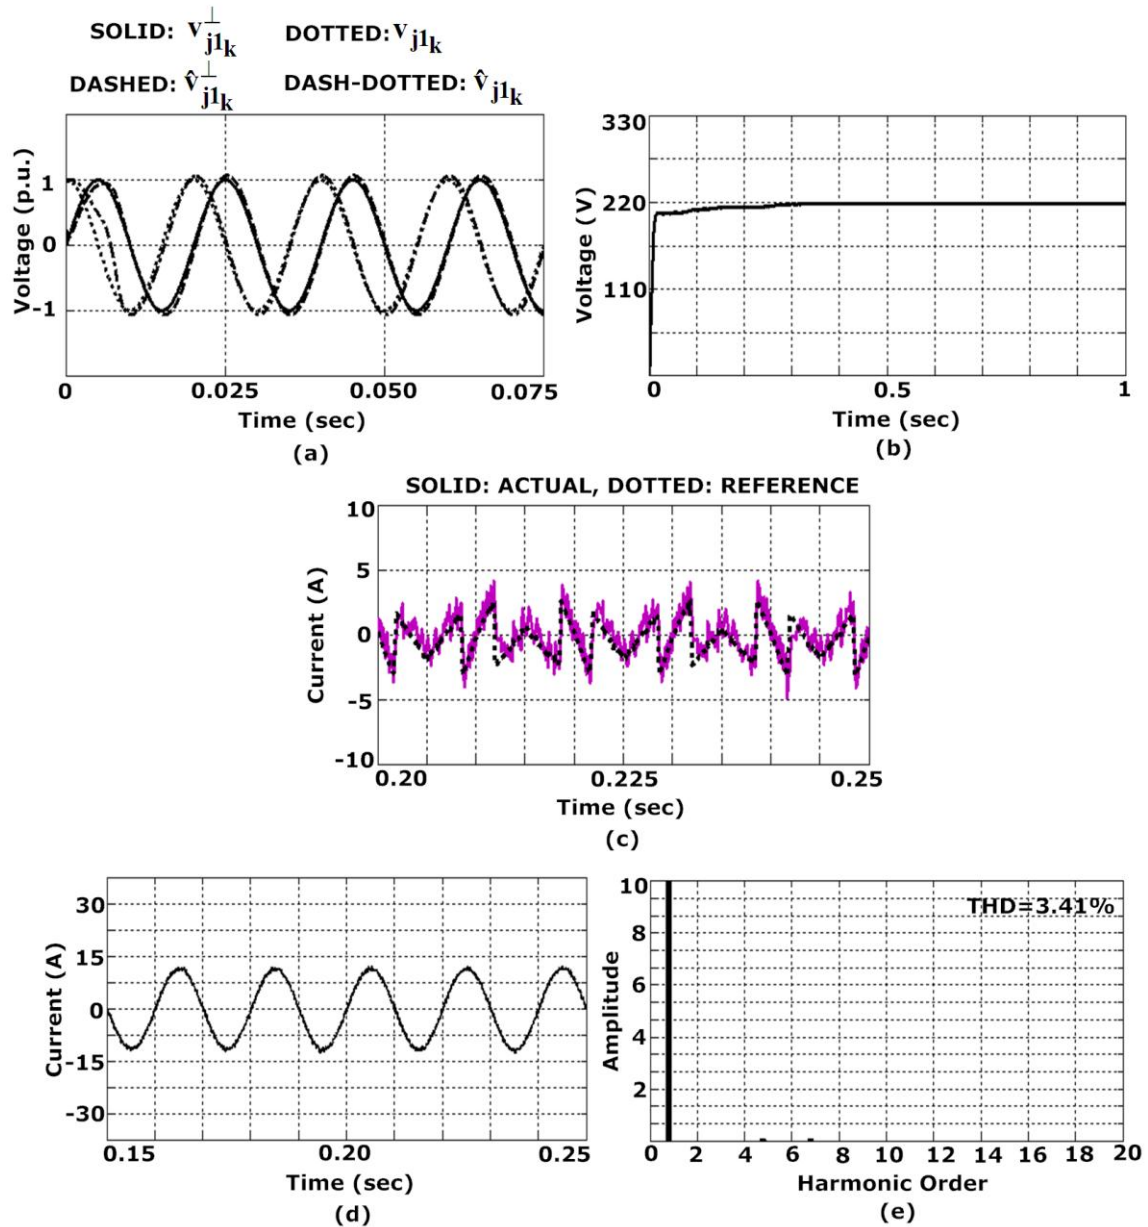 SOLID: v⊥j1k DOTTED: vj1k
DASHED: v̂⊥j1k DASH-DOTTED: v̂j1k
Voltage (p.u.)
1
0
-1
0 0.025 0.050 0.075
Time (sec)
(a)
Voltage (V)
330
220
110
0 0.5 1
Time (sec)
(b)
SOLID: ACTUAL, DOTTED: REFERENCE
Current (A)
10
5
0
-5
-10
0.20 0.225 0.25
Time (sec)
(c)
Current (A)
30
15
0
-15
-30
0.15 0.20 0.25
Time (sec)
(d)
THD=3.41%
Amplitude
10
8
6
4
2
0 2 4 6 8 10 12 14 16 18 20
Harmonic Order
(e)